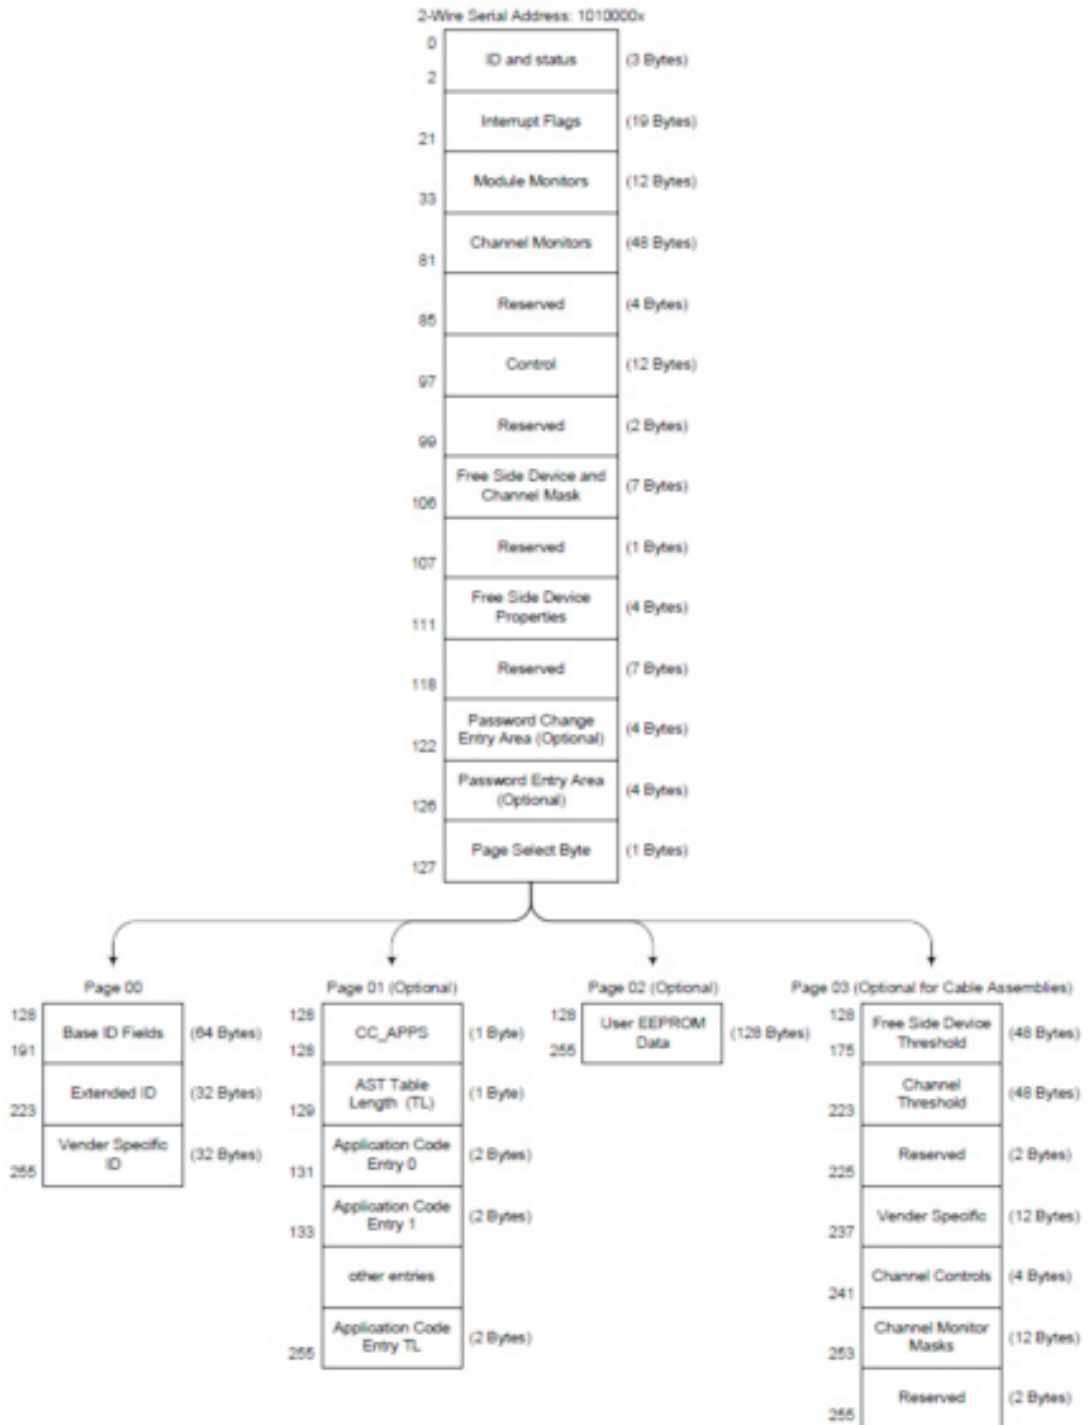 2-Wire Serial Address: 1010000x
0
ID and status (3 Bytes)
2
Interrupt Flags (19 Bytes)
21
Module Monitors (12 Bytes)
33
Channel Monitors (48 Bytes)
81
Reserved (4 Bytes)
85
Control (12 Bytes)
97
Reserved (2 Bytes)
99
Free Side Device and
Channel Mask (7 Bytes)
106
Reserved (1 Bytes)
107
Free Side Device
Properties (4 Bytes)
111
Reserved (7 Bytes)
118
Password Change
Entry Area (Optional) (4 Bytes)
122
Password Entry Area
(Optional) (4 Bytes)
126
Page Select Byte (1 Bytes)
127
Page 00
128
Base ID Fields (64 Bytes)
191
Extended ID (32 Bytes)
223
Vender Specific
ID (32 Bytes)
255
Page 01 (Optional)
128
CC_APPS (1 Byte)
128
AST Table
Length (TL) (1 Byte)
129
Application Code
Entry 0 (2 Bytes)
131
Application Code
Entry 1 (2 Bytes)
133
other entries
Application Code
Entry TL (2 Bytes)
255
Page 02 (Optional)
128
User EEPROM
Data (128 Bytes)
255
Page 03 (Optional for Cable Assemblies)
128
Free Side Device
Threshold (48 Bytes)
175
Channel
Threshold (48 Bytes)
223
Reserved (2 Bytes)
225
Vender Specific (12 Bytes)
237
Channel Controls (4 Bytes)
241
Channel Monitor
Masks (12 Bytes)
253
Reserved (2 Bytes)
255